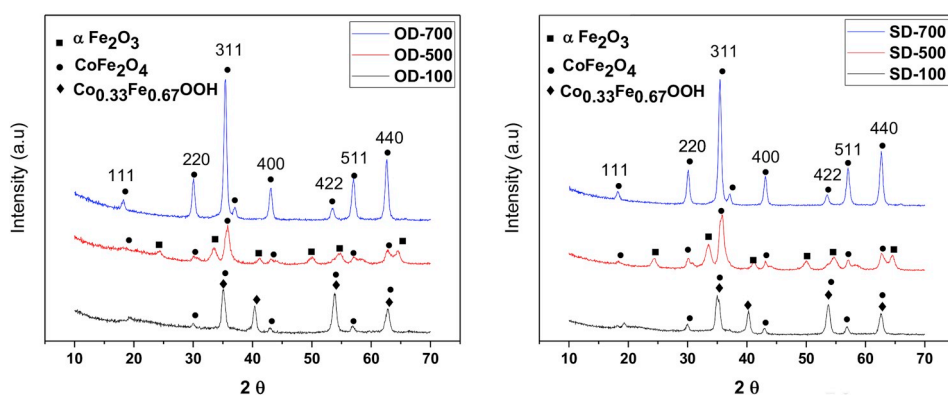 α Fe2O3
CoFe2O4
Co0.33Fe0.67OOH
OD-700
OD-500
OD-100
111
220
311
400
422
511
440
Intensity (a.u)
10 20 30 40 50 60 70
2 θ
α Fe2O3
CoFe2O4
Co0.33Fe0.67OOH
SD-700
SD-500
SD-100
111
220
311
400
422
511
440
Intensity (a.u)
10 20 30 40 50 60 70
2 θ